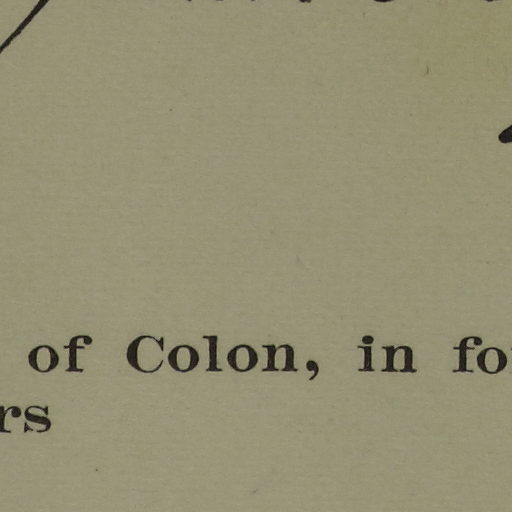 of Colon, in fo
rs